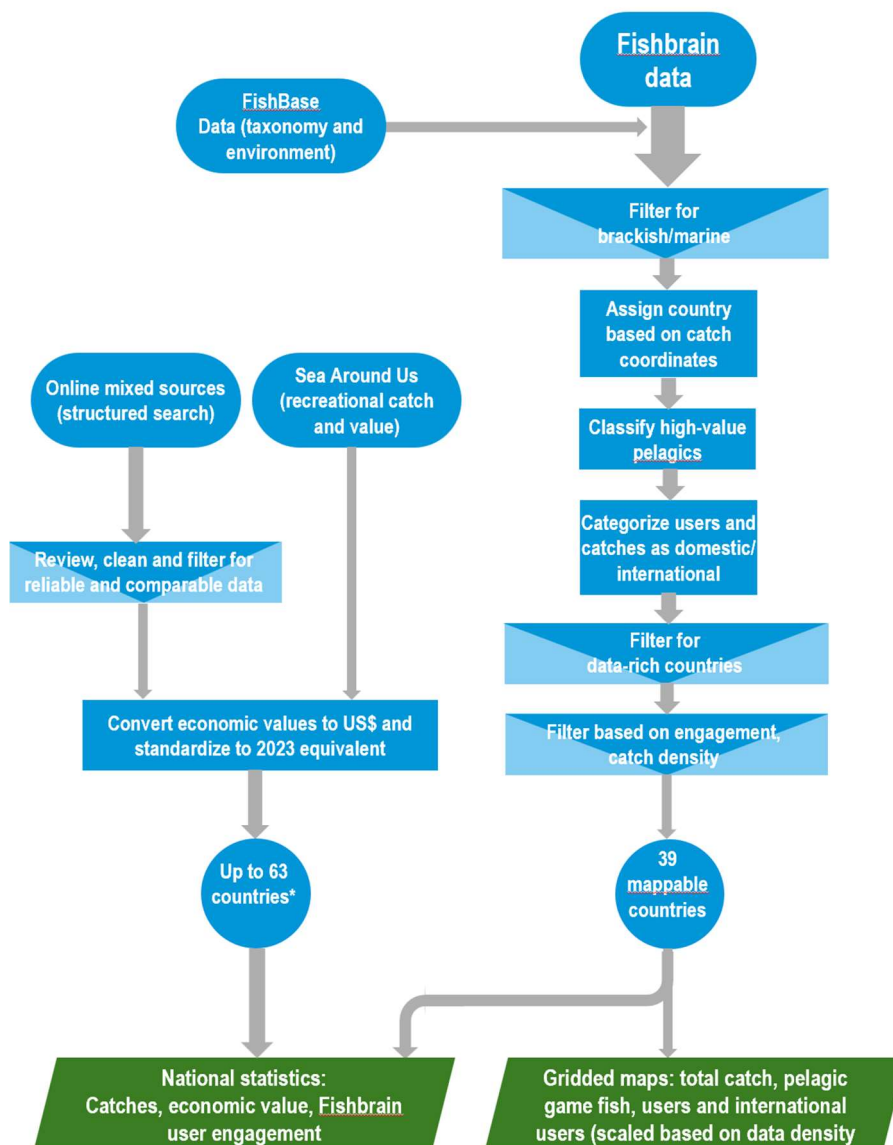 Fishbrain
data
FishBase
Data (taxonomy and
environment)
Filter for
brackish/marine
Assign country
based on catch
coordinates
Online mixed sources
(structured search)
Sea Around Us
(recreational catch
and value)
Classify high-value
pelagics
Categorize users and
catches as domestic/
international
Review, clean and filter for
reliable and comparable data
Filter for
data-rich countries
Convert economic values to US$ and
standardize to 2023 equivalent
Filter based on engagement,
catch density
Up to 63
countries*
39
mappable
countries
National statistics:
Catches, economic value, Fishbrain
user engagement
Gridded maps: total catch, pelagic
game fish, users and international
users (scaled based on data density